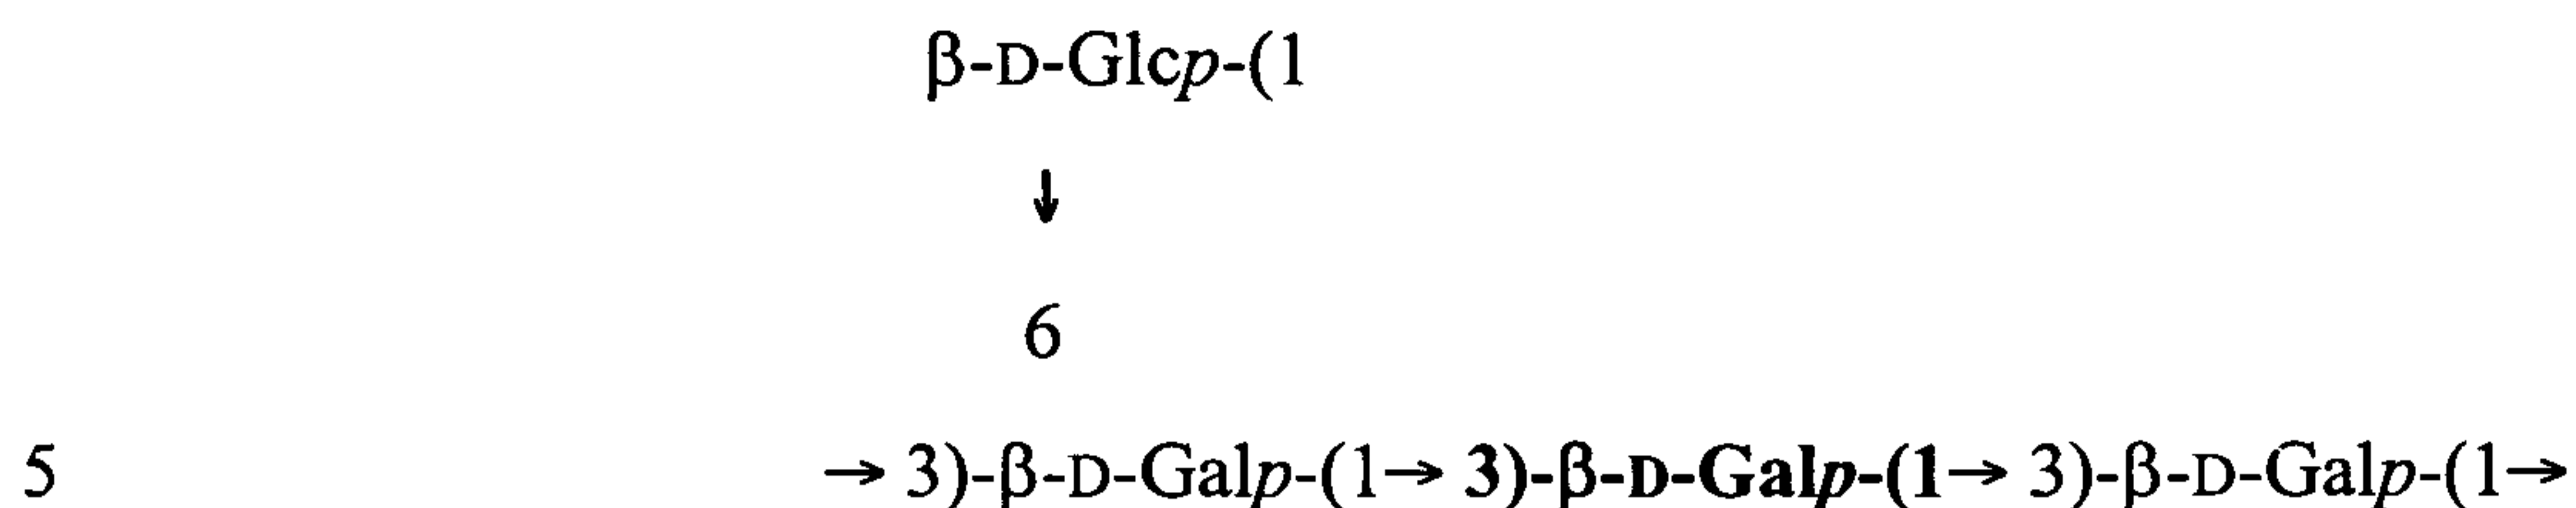 β-D-Glcp-(1
↓
6
5 → 3)-β-D-Galp-(1→ 3)-β-D-Galp-(1→ 3)-β-D-Galp-(1→